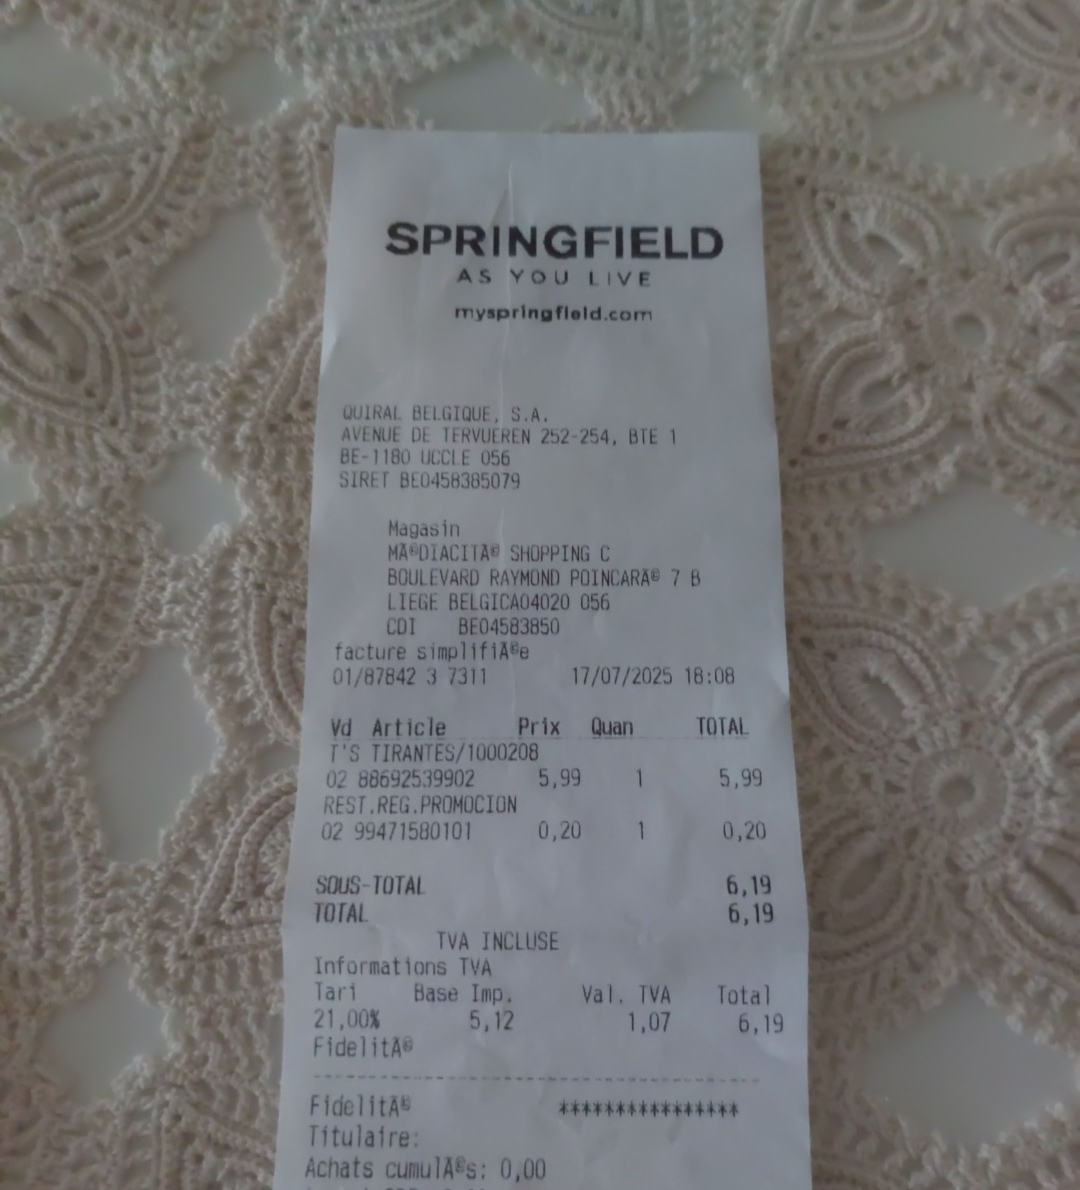 SPRINGFIELD
AS YOU LIVE
myspringfield.com
QUIRAL BELGIQUE, S.A.
AVENUE DE TERVUEREN 252-254, BTE 1
BE-1180 UCCLE 056
SIRET BE0458385079
Magasin
MÃ©DIACITÃ© SHOPPING C
BOULEVARD RAYMOND POINCARÃ© 7 B
LIEGE BELGICA04020 056
CDI BE04583850
facture simplifiÃ©e
01/87842 3 7311 17/07/2025 18:08
Vd Article Prix Quan TOTAL
T'S TIRANTES/1000208
02 88692539902 5,99 1 5,99
REST.REG.PROMOCION
02 99471580101 0,20 1 0,20
SOUS-TOTAL 6,19
TOTAL 6,19
TVA INCLUSE
Informations TVA
Tari Base Imp. Val. TVA Total
21,00% 5,12 1,07 6,19
FidelitÃ©
FidelitÃ© ****************
Titulaire:
Achats cumulÃ©s: 0,00